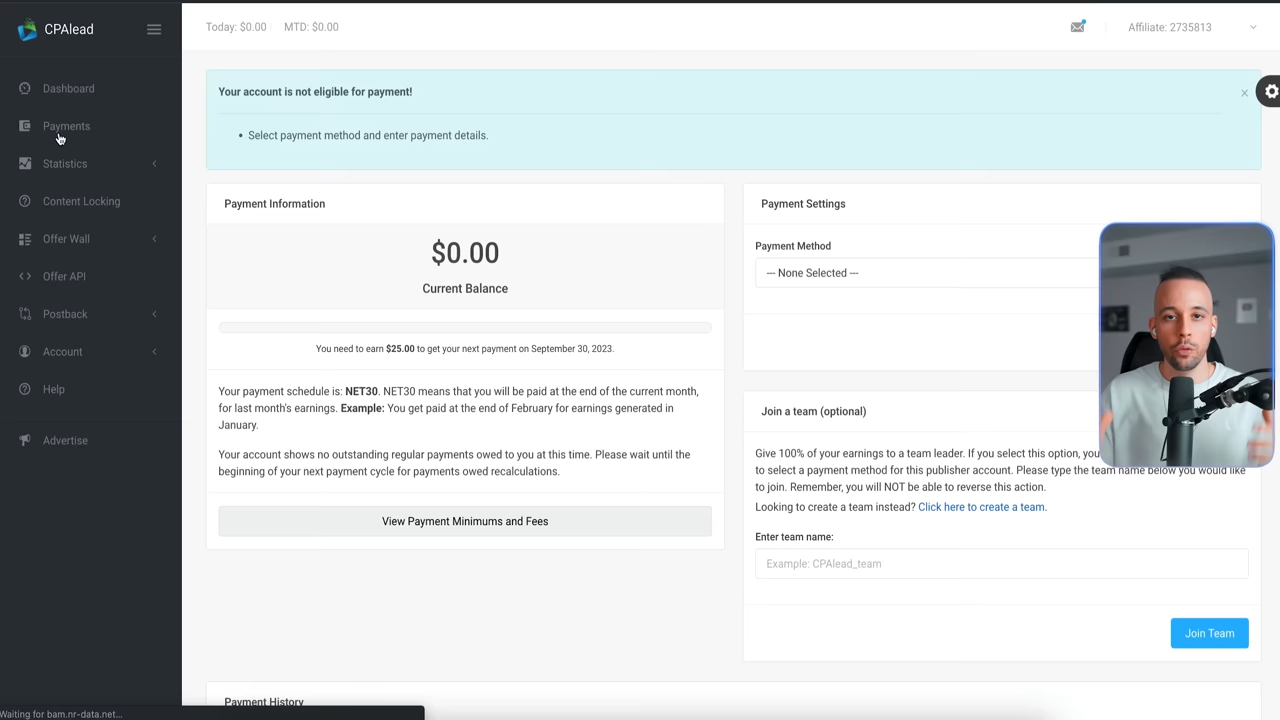 CPAlead
Today: $0.00 MTD: $0.00
Affiliate: 2735813
Dashboard
Payments
Statistics
Content Locking
Offer Wall
Offer API
Postback
Account
Help
Advertise
Your account is not eligible for payment!
• Select payment method and enter payment details.
Payment Information
$0.00
Current Balance
You need to earn $25.00 to get your next payment on September 30, 2023.
Your payment schedule is: NET30. NET30 means that you will be paid at the end of the current month,
for last month's earnings. Example: You get paid at the end of February for earnings generated in
January.
Your account shows no outstanding regular payments owed to you at this time. Please wait until the
beginning of your next payment cycle for payments owed recalculations.
View Payment Minimums and Fees
Payment Settings
Payment Method
--- None Selected ---
Join a team (optional)
Give 100% of your earnings to a team leader. If you select this option, you
to select a payment method for this publisher account. Please type the team name below you would like
to join. Remember, you will NOT be able to reverse this action.
Looking to create a team instead? Click here to create a team.
Enter team name:
Example: CPAlead_team
Join Team
Payment History
Waiting for bam.nr-data.net...